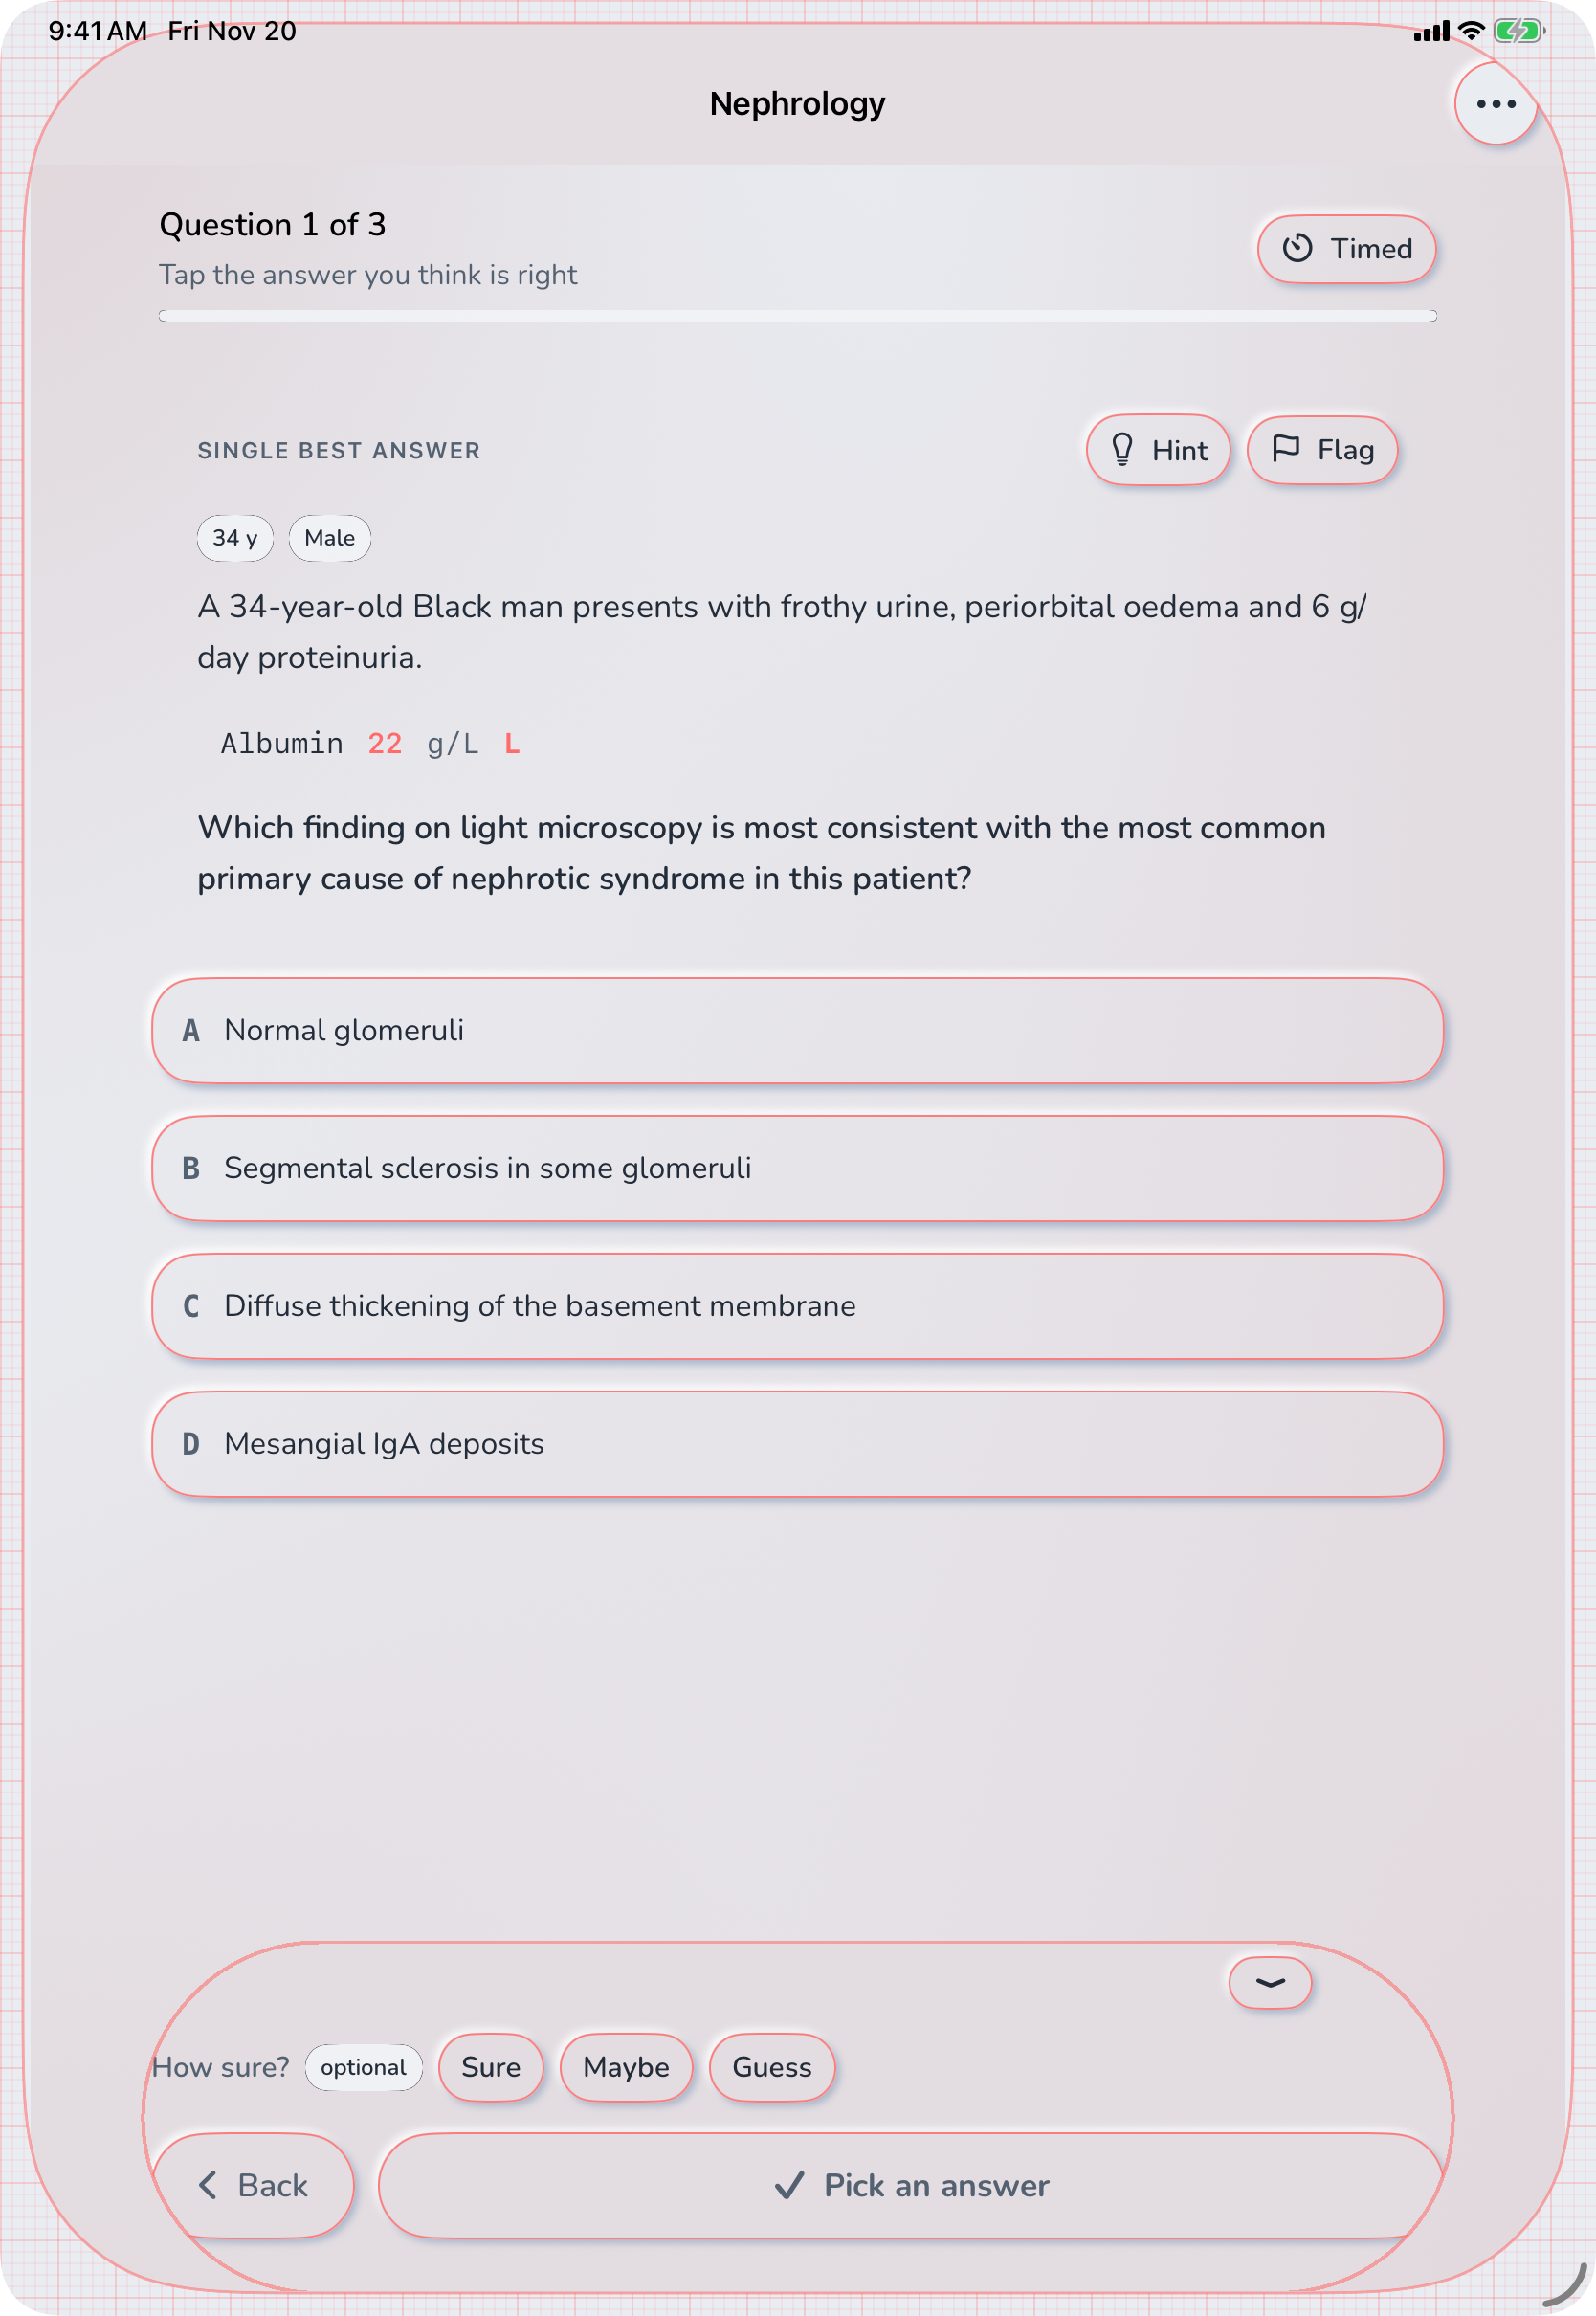 9:41 AM Fri Nov 20
Nephrology
Question 1 of 3
Tap the answer you think is right
Timed
SINGLE BEST ANSWER
Hint
Flag
34 y
Male
A 34-year-old Black man presents with frothy urine, periorbital oedema and 6 g/
day proteinuria.
Albumin 22 g/L L
Which finding on light microscopy is most consistent with the most common
primary cause of nephrotic syndrome in this patient?
A Normal glomeruli
B Segmental sclerosis in some glomeruli
C Diffuse thickening of the basement membrane
D Mesangial IgA deposits
How sure? optional Sure Maybe Guess
Back
Pick an answer